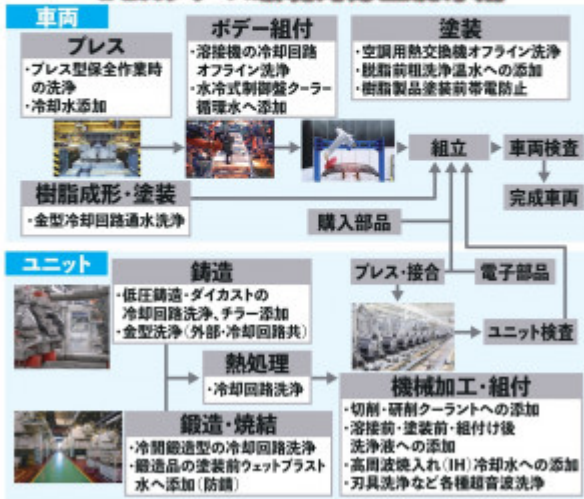 車両
プレス
・プレス型保全作業時
の洗浄
・冷却水添加
ボデー組付
・溶接機の冷却回路
オフライン洗浄
・水冷式制御盤クーラー
循環水へ添加
塗装
・空調用熱交換機オフライン洗浄
・脱脂前粗洗浄温水への添加
・樹脂製品塗装前帯電防止
組立
車両検査
完成車両
樹脂成形・塗装
・金型冷却回路通水洗浄
購入部品
ユニット
鋳造
・低圧鋳造・ダイカストの
冷却回路洗浄、チラー添加
・金型洗浄(外部・冷却回路共)
プレス・接合
電子部品
ユニット検査
熱処理
・冷却回路洗浄
鍛造・焼結
・冷間鍛造型の冷却回路洗浄
・鍛造品の塗装前ウェットブラスト
水へ添加(防錆)
機械加工・組付
・切削・研削クーラントへの添加
・溶接前・塗装前・組付け後
洗浄液への添加
・高周波焼入れ(IH)冷却水への添加
・刃具洗浄など各種超音波洗浄